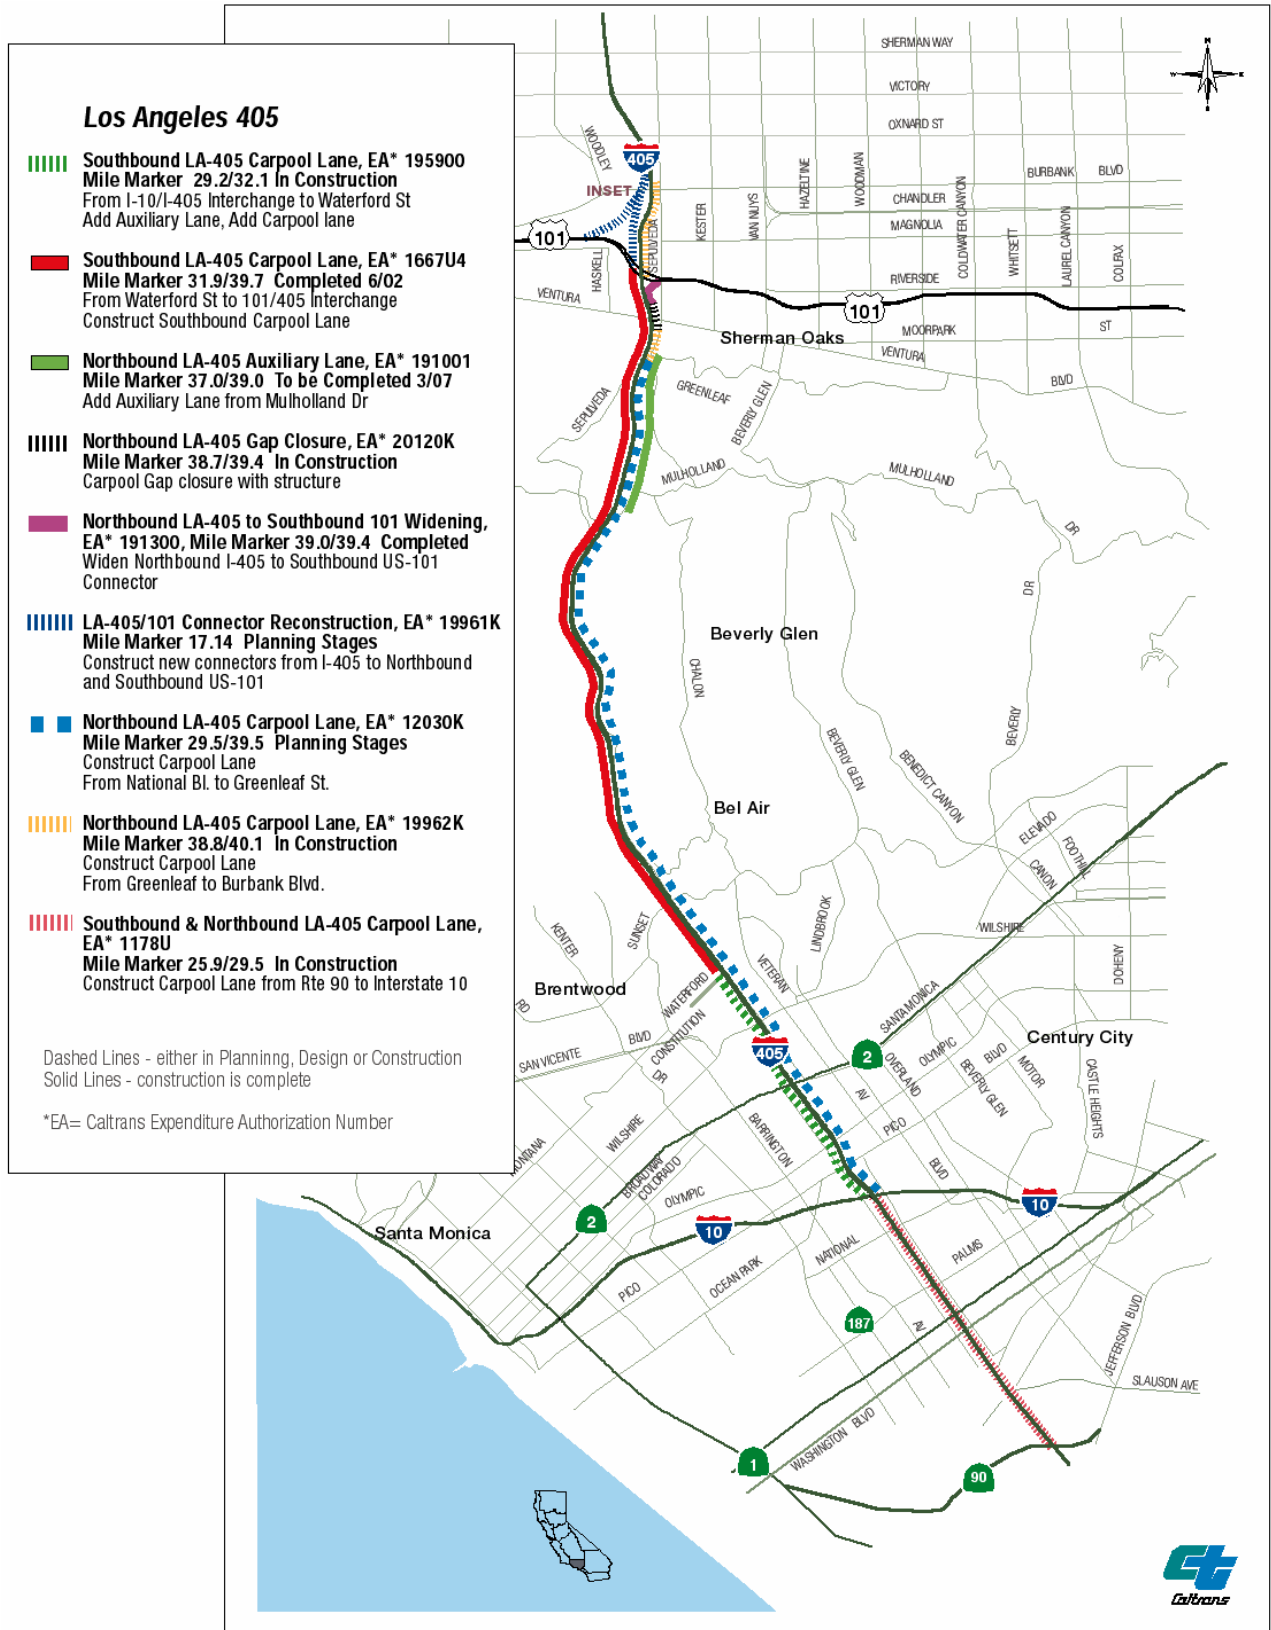 Los Angeles 405
Southbound LA-405 Carpool Lane, EA* 195900
Mile Marker 29.2/32.1 In Construction
From I-10/I-405 Interchange to Waterford St
Add Auxiliary Lane, Add Carpool lane
Southbound LA-405 Carpool Lane, EA* 1667U4
Mile Marker 31.9/39.7 Completed 6/02
From Waterford St to 101/405 Interchange
Construct Southbound Carpool Lane
Northbound LA-405 Auxiliary Lane, EA* 191001
Mile Marker 37.0/39.0 To be Completed 3/07
Add Auxiliary Lane from Mulholland Dr
Northbound LA-405 Gap Closure, EA* 20120K
Mile Marker 38.7/39.4 In Construction
Carpool Gap closure with structure
Northbound LA-405 to Southbound 101 Widening,
EA* 191300, Mile Marker 39.0/39.4 Completed
Widen Northbound I-405 to Southbound US-101
Connector
LA-405/101 Connector Reconstruction, EA* 19961K
Mile Marker 17.14 Planning Stages
Construct new connectors from I-405 to Northbound
and Southbound US-101
Northbound LA-405 Carpool Lane, EA* 12030K
Mile Marker 29.5/39.5 Planning Stages
Construct Carpool Lane
From National Bl. to Greenleaf St.
Northbound LA-405 Carpool Lane, EA* 19962K
Mile Marker 38.8/40.1 In Construction
Construct Carpool Lane
From Greenleaf to Burbank Blvd.
Southbound & Northbound LA-405 Carpool Lane,
EA* 1178U
Mile Marker 25.9/29.5 In Construction
Construct Carpool Lane from Rte 90 to Interstate 10
Dashed Lines - either in Planninng, Design or Construction
Solid Lines - construction is complete
*EA= Caltrans Expenditure Authorization Number
SHERMAN WAY
VICTORY
OXNARD ST
N
W
E
S
WOODLEY
405
INSET
BURBANK BLVD
CHANDLER
MAGNOLIA
HAZELTINE
WOODMAN
KESTER
VAN NUYS
COLDWATER CANYON
WHITSETT
LAUREL CANYON
COLFAX
101
HASKELL
SEPULVEDA
RIVERSIDE
VENTURA
101
Sherman Oaks
MOORPARK
ST
VENTURA
BLVD
SEPULVEDA
GREENLEAF
BEVERLY GLEN
MULHOLLAND
MULHOLLAND
DR
DR
Beverly Glen
CHALON
BEVERLY
BEVERLY GLEN
BENEDICT CANYON
Bel Air
ELEVADO
FOOTHILL
CANON
KENTER
SUNSET
LINDBROOK
WILSHIRE
DOHENY
VETERAN
Brentwood
RD
WATERFORD
CONSTITUTION
DR
BLVD
SAN VICENTE
SANTA MONICA
405
2
Century City
OVERLAND
OLYMPIC
BLVD
BEVERLY GLEN
MOTOR
CASTLE HEIGHTS
AV
PICO
BLVD
WILSHIRE
BARRINGTON
MONTANA
BROADWAY
COLORADO
OLYMPIC
Santa Monica
2
10
10
PICO
OCEAN PARK
NATIONAL
PALMS
187
AV
JEFFERSON BLVD
SLAUSON AVE
WASHINGTON BLVD
1
90
Caltrans